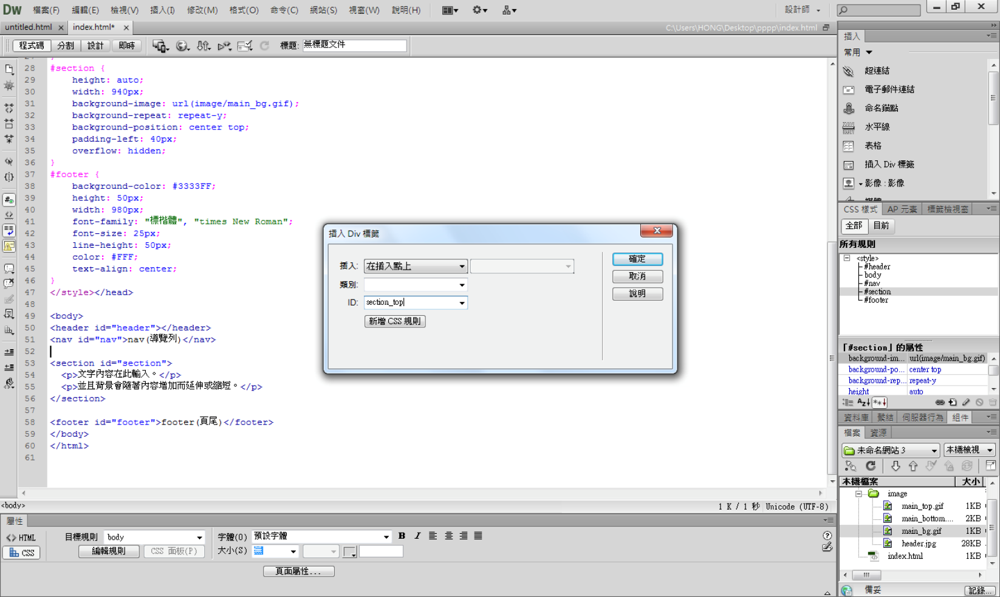 Dw 檔案(F) 編輯(E) 檢視(V) 插入(I) 修改(M) 格式(O) 命令(C) 網站(S) 視窗(W) 說明(H) 設計師
untitled.html × index.html* × C:\Users\HONG\Desktop\pppp\index.html
程式碼 分割 設計 即時 標題: 無標題文件
28 #section {
29 height: auto;
30 width: 940px;
31 background-image: url(image/main_bg.gif);
32 background-repeat: repeat-y;
33 background-position: center top;
34 padding-left: 40px;
35 overflow: hidden;
36 }
37 #footer {
38 background-color: #3333FF;
39 height: 50px;
40 width: 980px;
41 font-family: "標楷體", "times New Roman";
42 font-size: 25px;
43 line-height: 50px;
44 color: #FFF;
45 text-align: center;
46 }
47 </style></head>
48
49 <body>
50 <header id="header"></header>
51 <nav id="nav">nav(導覽列)</nav>
52
53 <section id="section">
54 <p>文字內容在此輸入。</p>
55 <p>並且背景會隨著內容增加而延伸或縮短。</p>
56 </section>
57
58 <footer id="footer">footer(頁尾)</footer>
59 </body>
60 </html>
61
<body> 1 K / 1 秒 Unicode (UTF-8)
插入 Div 標籤
插入: 在插入點上
類別:
ID: section_top
新增 CSS 規則
確定
取消
說明
屬性
<> HTML
CSS
目標規則 body
編輯規則 CSS 面板(P)
字體(O) 預設字體 B I
大小(S) 無
頁面屬性...
插入
常用
超連結
電子郵件連結
命名錨點
水平線
表格
插入 Div 標籤
影像 : 影像
媒體
CSS 樣式 AP 元素 標籤檢視窗
全部 目前
所有規則
<style>
#header
body
#nav
#section
#footer
「#section」的屬性
background-im... url(image/main_bg.gif)
background-po... center top
background-rep... repeat-y
height auto
資料庫 繫結 伺服器行為 組件
檔案 資源
未命名網站 3 本機檢視
本機檔案 大小
image
main_top.gif 1KB
main_bottom.... 2KB
main_bg.gif 1KB
header.jpg 28KB
index.html 1KB
備妥 記錄...